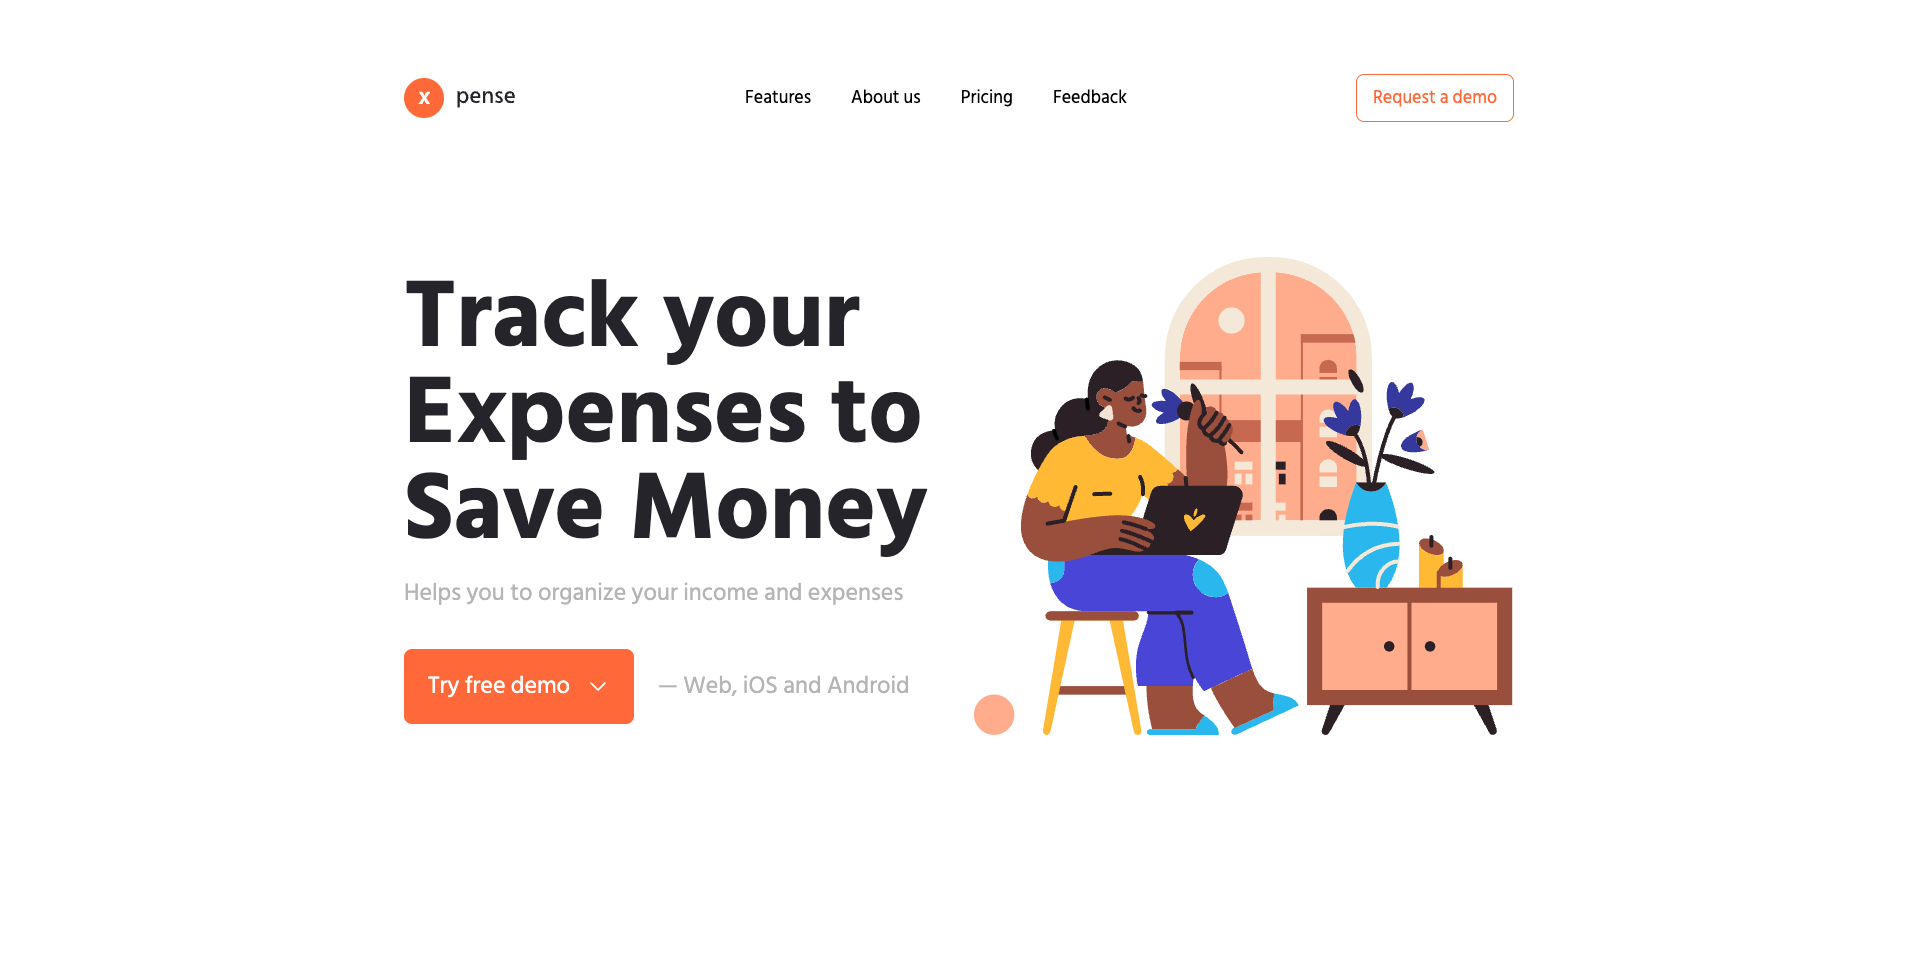 x pense
Features About us Pricing Feedback
Request a demo
Track your
Expenses to
Save Money
Helps you to organize your income and expenses
Try free demo
— Web, iOS and Android